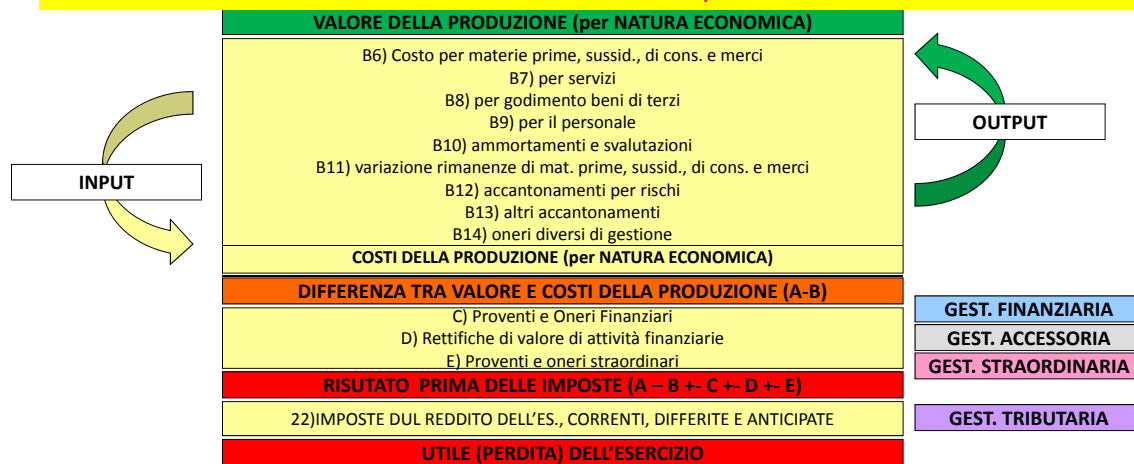 VALORE DELLA PRODUZIONE (per NATURA ECONOMICA)
B6) Costo per materie prime, sussid., di cons. e merci
B7) per servizi
B8) per godimento beni di terzi
B9) per il personale
B10) ammortamenti e svalutazioni
B11) variazione rimanenze di mat. prime, sussid., di cons. e merci
B12) accantonamenti per rischi
B13) altri accantonamenti
B14) oneri diversi di gestione
COSTI DELLA PRODUZIONE (per NATURA ECONOMICA)
INPUT
OUTPUT
DIFFERENZA TRA VALORE E COSTI DELLA PRODUZIONE (A-B)
C) Proventi e Oneri Finanziari
D) Rettifiche di valore di attività finanziarie
E) Proventi e oneri straordinari
GEST. FINANZIARIA
GEST. ACCESSORIA
GEST. STRAORDINARIA
RISUTATO PRIMA DELLE IMPOSTE (A – B +- C +- D +- E)
22)IMPOSTE DUL REDDITO DELL'ES., CORRENTI, DIFFERITE E ANTICIPATE
GEST. TRIBUTARIA
UTILE (PERDITA) DELL'ESERCIZIO